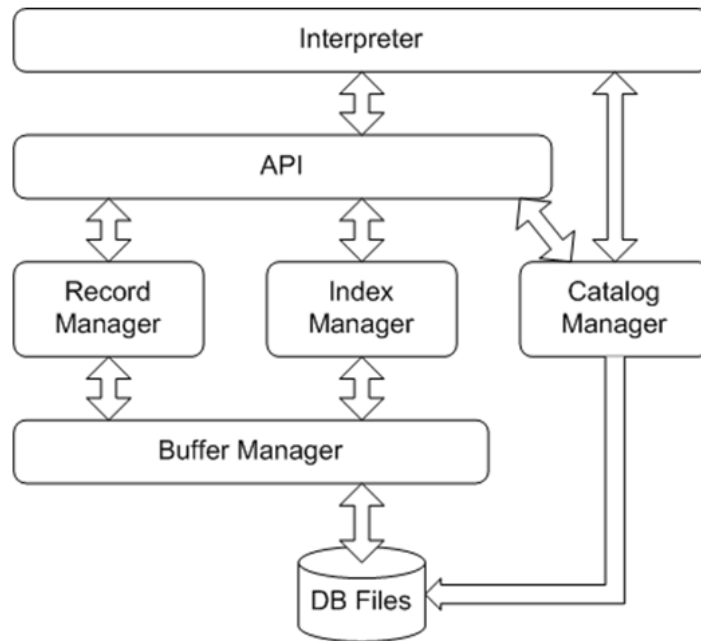 Interpreter
API
Record
Manager
Index
Manager
Catalog
Manager
Buffer Manager
DB Files